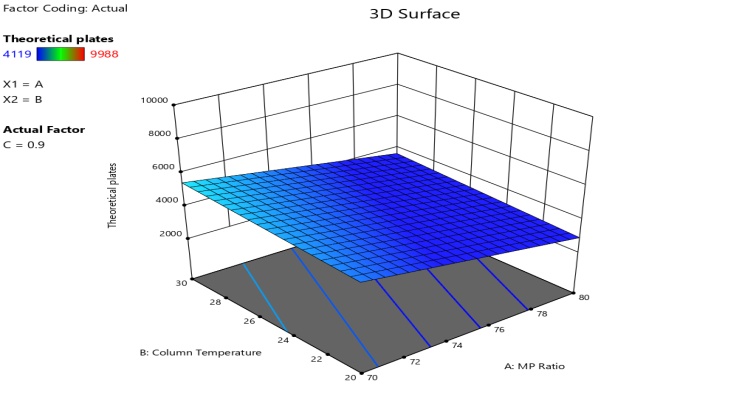 Factor Coding: Actual
3D Surface
Theoretical plates
4119 9988
X1 = A
X2 = B
Actual Factor
C = 0.9
10000
8000
6000
4000
2000
Theoretical plates
30
28
26
24
22
20
B: Column Temperature
70
72
74
76
78
80
A: MP Ratio